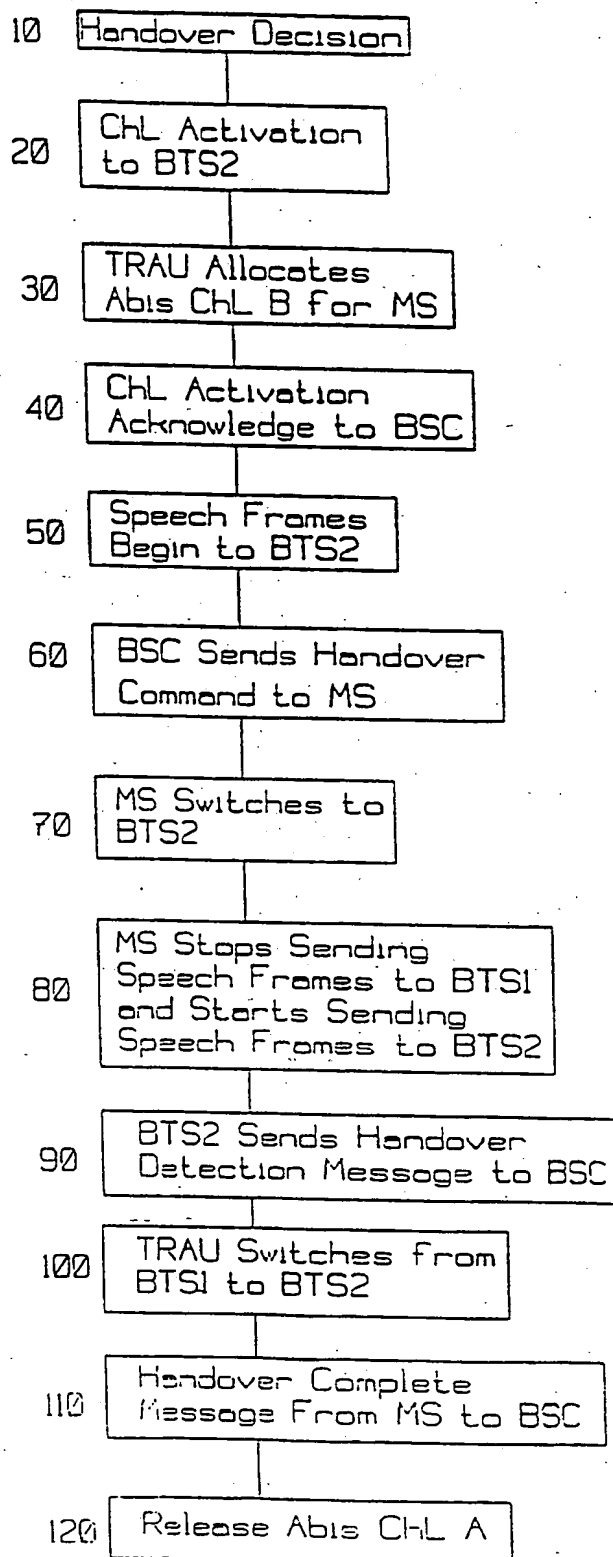 10 Handover Decision
20 ChL Activation
to BTS2
30 TRAU Allocates
Abis ChL B for MS
40 ChL Activation
Acknowledge to BSC
50 Speech Frames
Begin to BTS2
60 BSC Sends Handover
Command to MS
70 MS Switches to
BTS2
80 MS Stops Sending
Speech Frames to BTS1
and Starts Sending
Speech Frames to BTS2
90 BTS2 Sends Handover
Detection Message to BSC
100 TRAU Switches from
BTS1 to BTS2
110 Handover Complete
Message From MS to BSC
120 Release Abis ChL A